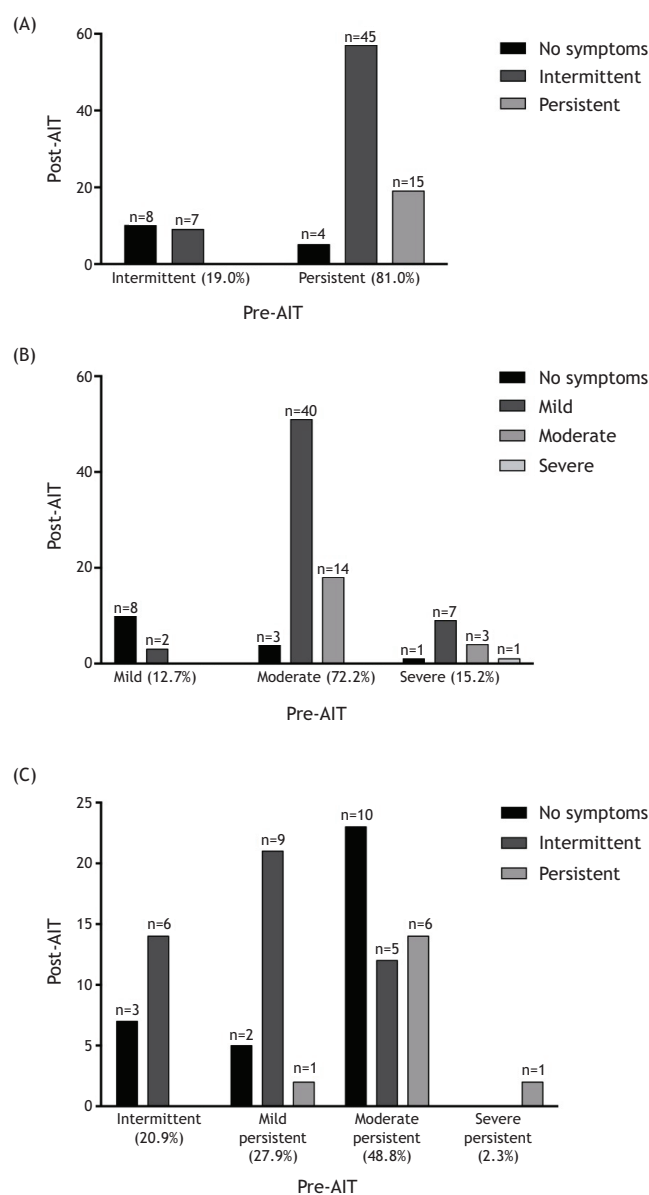 (A)
60
40
20
0
Post-AIT
n=8
n=7
n=4
n=45
n=15
No symptoms
Intermittent
Persistent
Intermittent (19.0%)
Persistent (81.0%)
Pre-AIT
(B)
60
40
20
0
Post-AIT
n=8
n=2
n=3
n=40
n=14
n=1
n=7
n=3
n=1
No symptoms
Mild
Moderate
Severe
Mild (12.7%)
Moderate (72.2%)
Severe (15.2%)
Pre-AIT
(C)
25
20
15
10
5
0
Post-AIT
n=3
n=6
n=2
n=9
n=1
n=10
n=5
n=6
n=1
No symptoms
Intermittent
Persistent
Intermittent
(20.9%)
Mild
persistent
(27.9%)
Moderate
persistent
(48.8%)
Severe
persistent
(2.3%)
Pre-AIT